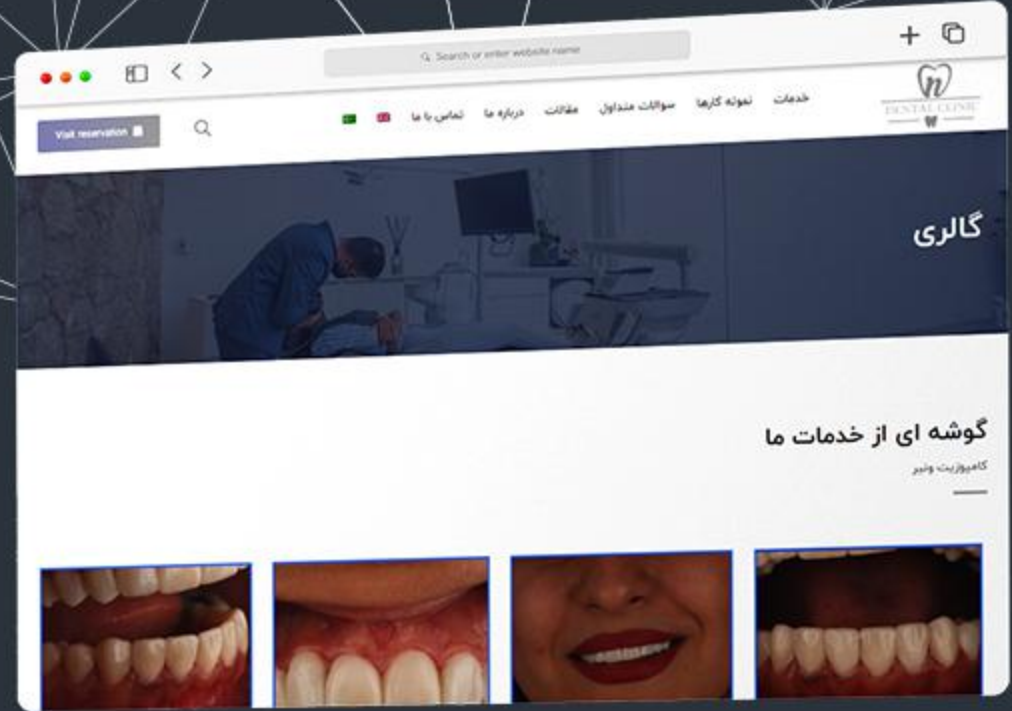 Search or enter website name
DENTAL CLINIC
خدمات نمونه کارها سوالات متداول مقالات درباره ما تماس با ما
Visit reservation
گالری
گوشه ای از خدمات ما
کامپوزیت ونیر